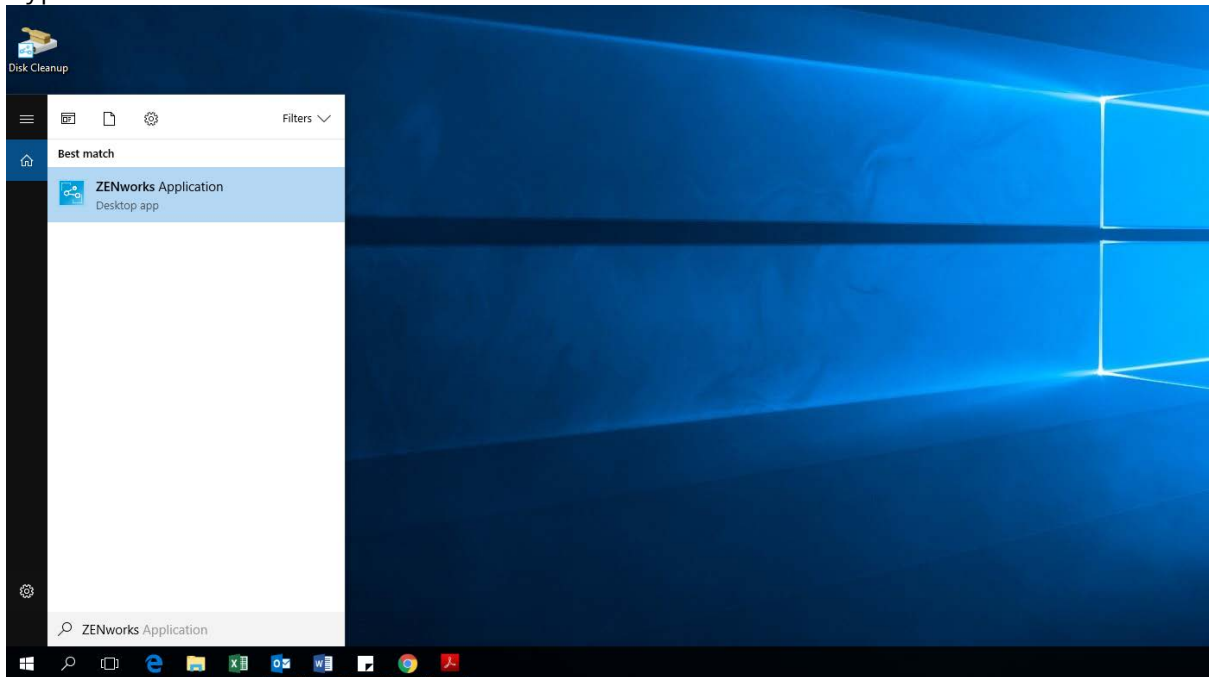 Disk Cleanup
Filters
Best match
ZENworks Application
Desktop app
ZENworks Application